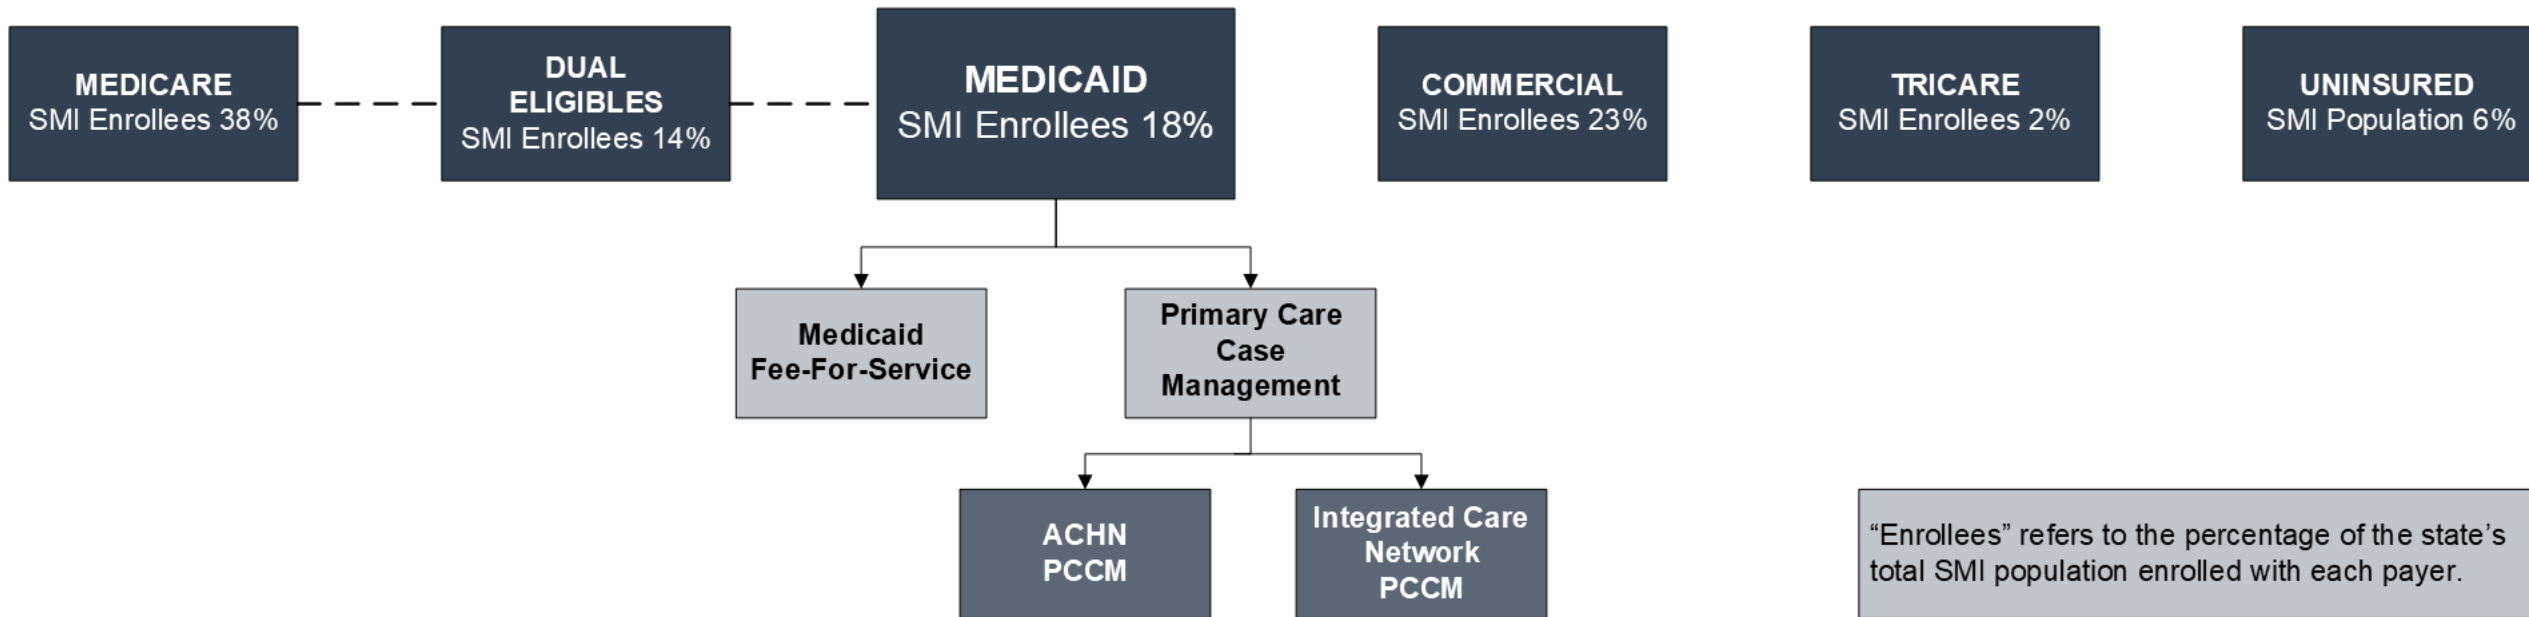 MEDICARE
SMI Enrollees 38%
DUAL
ELIGIBLES
SMI Enrollees 14%
MEDICAID
SMI Enrollees 18%
COMMERCIAL
SMI Enrollees 23%
TRICARE
SMI Enrollees 2%
UNINSURED
SMI Population 6%
Medicaid
Fee-For-Service
Primary Care
Case
Management
ACHN
PCCM
Integrated Care
Network
PCCM
“Enrollees” refers to the percentage of the state’s
total SMI population enrolled with each payer.